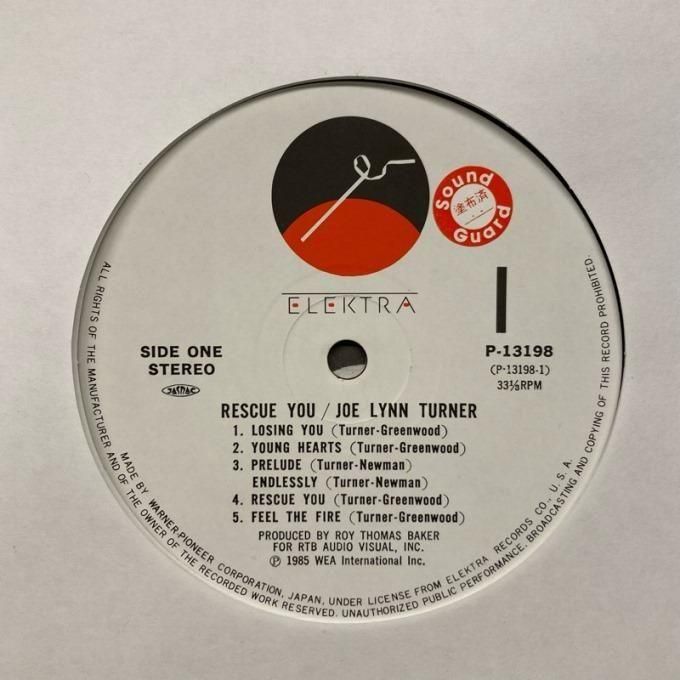 Sound
塗布済
Guard
ELEKTRA
SIDE ONE
STEREO
JASRAC
P-13198
(P-13198-1)
33⅓RPM
RESCUE YOU / JOE LYNN TURNER
1. LOSING YOU (Turner-Greenwood)
2. YOUNG HEARTS (Turner-Greenwood)
3. PRELUDE (Turner-Newman)
ENDLESSLY (Turner-Newman)
4. RESCUE YOU (Turner-Greenwood)
5. FEEL THE FIRE (Turner-Greenwood)
PRODUCED BY ROY THOMAS BAKER
FOR RTB AUDIO VISUAL, INC.
Ⓟ 1985 WEA International Inc.
ALL RIGHTS OF THE MANUFACTURER AND OF THE OWNER OF THE RECORDED WORK RESERVED. UNAUTHORIZED PUBLIC PERFORMANCE, BROADCASTING AND COPYING OF THIS RECORD PROHIBITED.
MADE BY WARNER-PIONEER CORPORATION, JAPAN, UNDER LICENSE FROM ELEKTRA RECORDS CO., U.S.A.